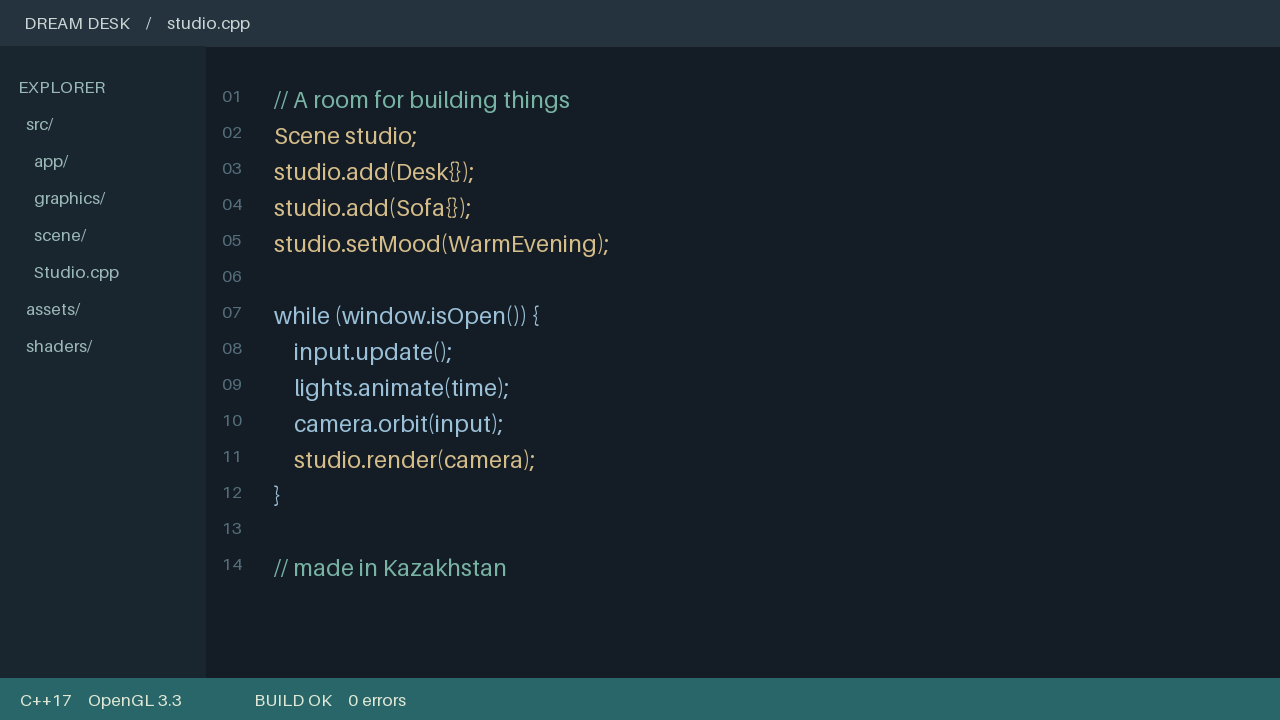 DREAM DESK / studio.cpp
EXPLORER
src/
app/
graphics/
scene/
Studio.cpp
assets/
shaders/
01 // A room for building things
02 Scene studio;
03 studio.add(Desk{});
04 studio.add(Sofa{});
05 studio.setMood(WarmEvening);
06
07 while (window.isOpen()) {
08 input.update();
09 lights.animate(time);
10 camera.orbit(input);
11 studio.render(camera);
12 }
13
14 // made in Kazakhstan
C++17 OpenGL 3.3 BUILD OK 0 errors